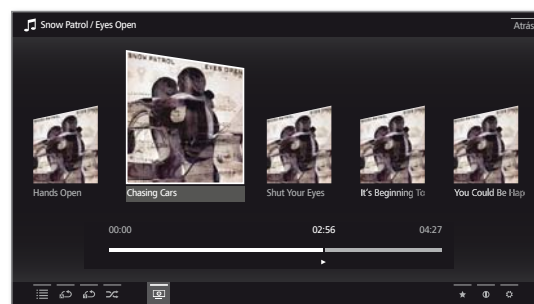 Snow Patrol / Eyes Open
Atrás
SNOW PATROL EYES OPEN
Hands Open
Chasing Cars
Shut Your Eyes
It's Beginning To
You Could Be Hap
00:00 02:56 04:27